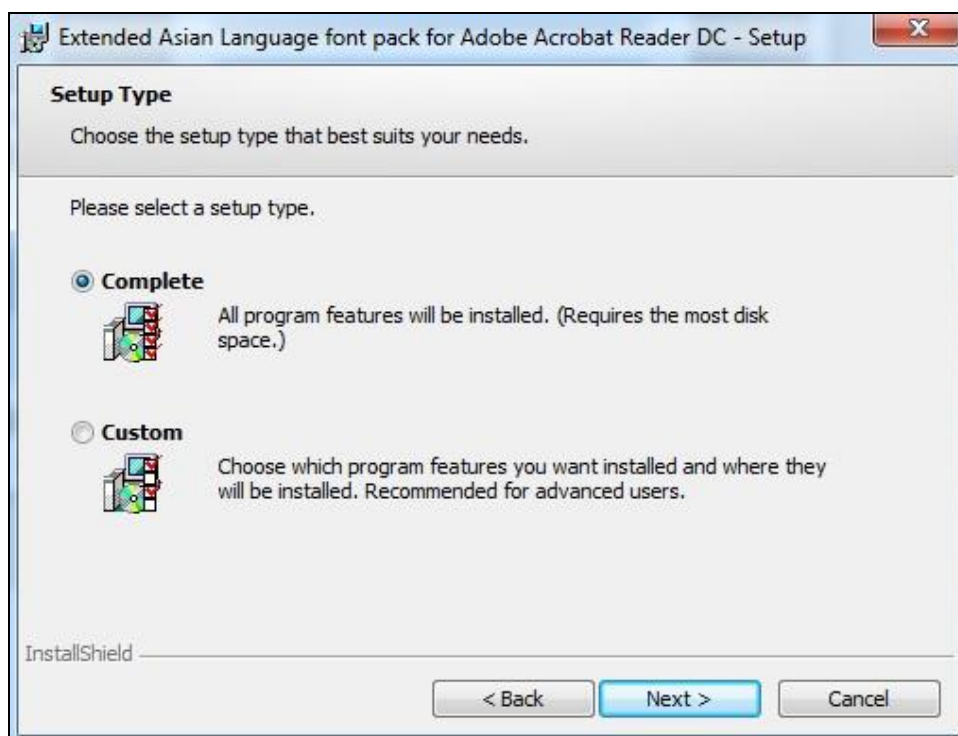 Extended Asian Language font pack for Adobe Acrobat Reader DC - Setup
Setup Type
Choose the setup type that best suits your needs.
Please select a setup type.
Complete
All program features will be installed. (Requires the most disk
space.)
Custom
Choose which program features you want installed and where they
will be installed. Recommended for advanced users.
InstallShield
< Back Next > Cancel